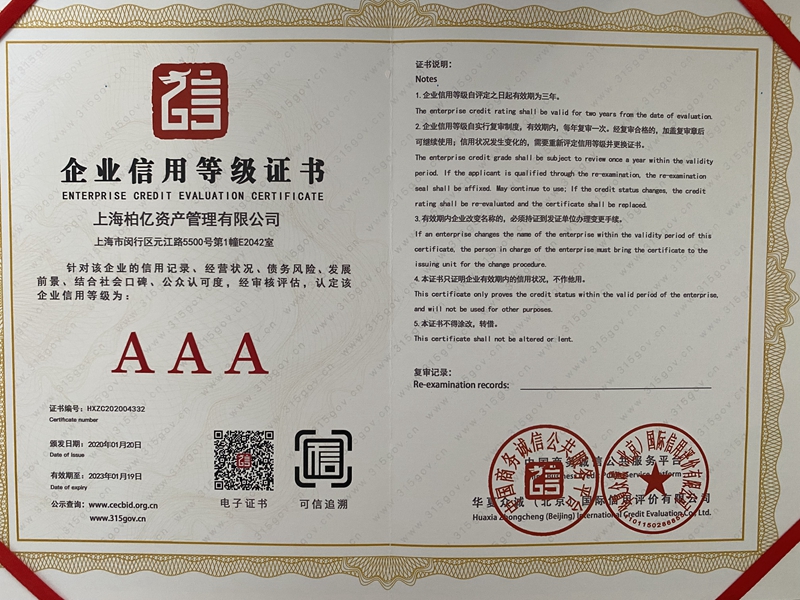 信
企业信用等级证书
ENTERPRISE CREDIT EVALUATION CERTIFICATE
上海柏亿资产管理有限公司
上海市闵行区元江路5500号第1幢E2042室
针对该企业的信用记录、经营状况、债务风险、发展
前景、结合社会口碑、公众认可度,经审核评估,认定该
企业信用等级为:
AAA
证书编号:HXZC202004332
Certificate number
颁发日期:2020年01月20日
Date of Issue
有效期至:2023年01月19日
Date of expiry
公示查询:www.cecbid.org.cn
www.315gov.cn
电子证书
信
可信追溯
证书说明:
Notes
1.企业信用等级自评定之日起有效期为三年。
The enterprise credit rating shall be valid for two years from the date of evaluation.
2.企业信用等级自实行复审制度,有效期内,每年复审一次。经复审合格的,加盖复审章后
可继续使用;信用状况发生变化的,需要重新评定信用等级并更换证书。
The enterprise credit grade shall be subject to review once a year within the validity
period. If the applicant is qualified through the re-examination, the re-examination
seal shall be affixed. May continue to use; If the credit status changes, the credit
rating shall be re-evaluated and the certificate shall be replaced.
3.有效期内企业改变名称的,必须持证到发证单位办理变更手续。
If an enterprise changes the name of the enterprise within the validity period of this
certificate, the person in charge of the enterprise must bring the certificate to the
issuing unit for the change procedure.
4.本证书只证明企业有效期内的信用状况,不作他用。
This certificate only proves the credit status within the valid period of the enterprise,
and will not be used for other purposes.
5.本证书不得涂改,转借。
This certificate shall not be altered or lent.
复审记录:
Re-examination records:
中国商务诚信公共服务平台
华夏众诚(北京)国际信用评价有限公司
Huaxia Zhongcheng (Beijing) International Credit Evaluation Co., Ltd.